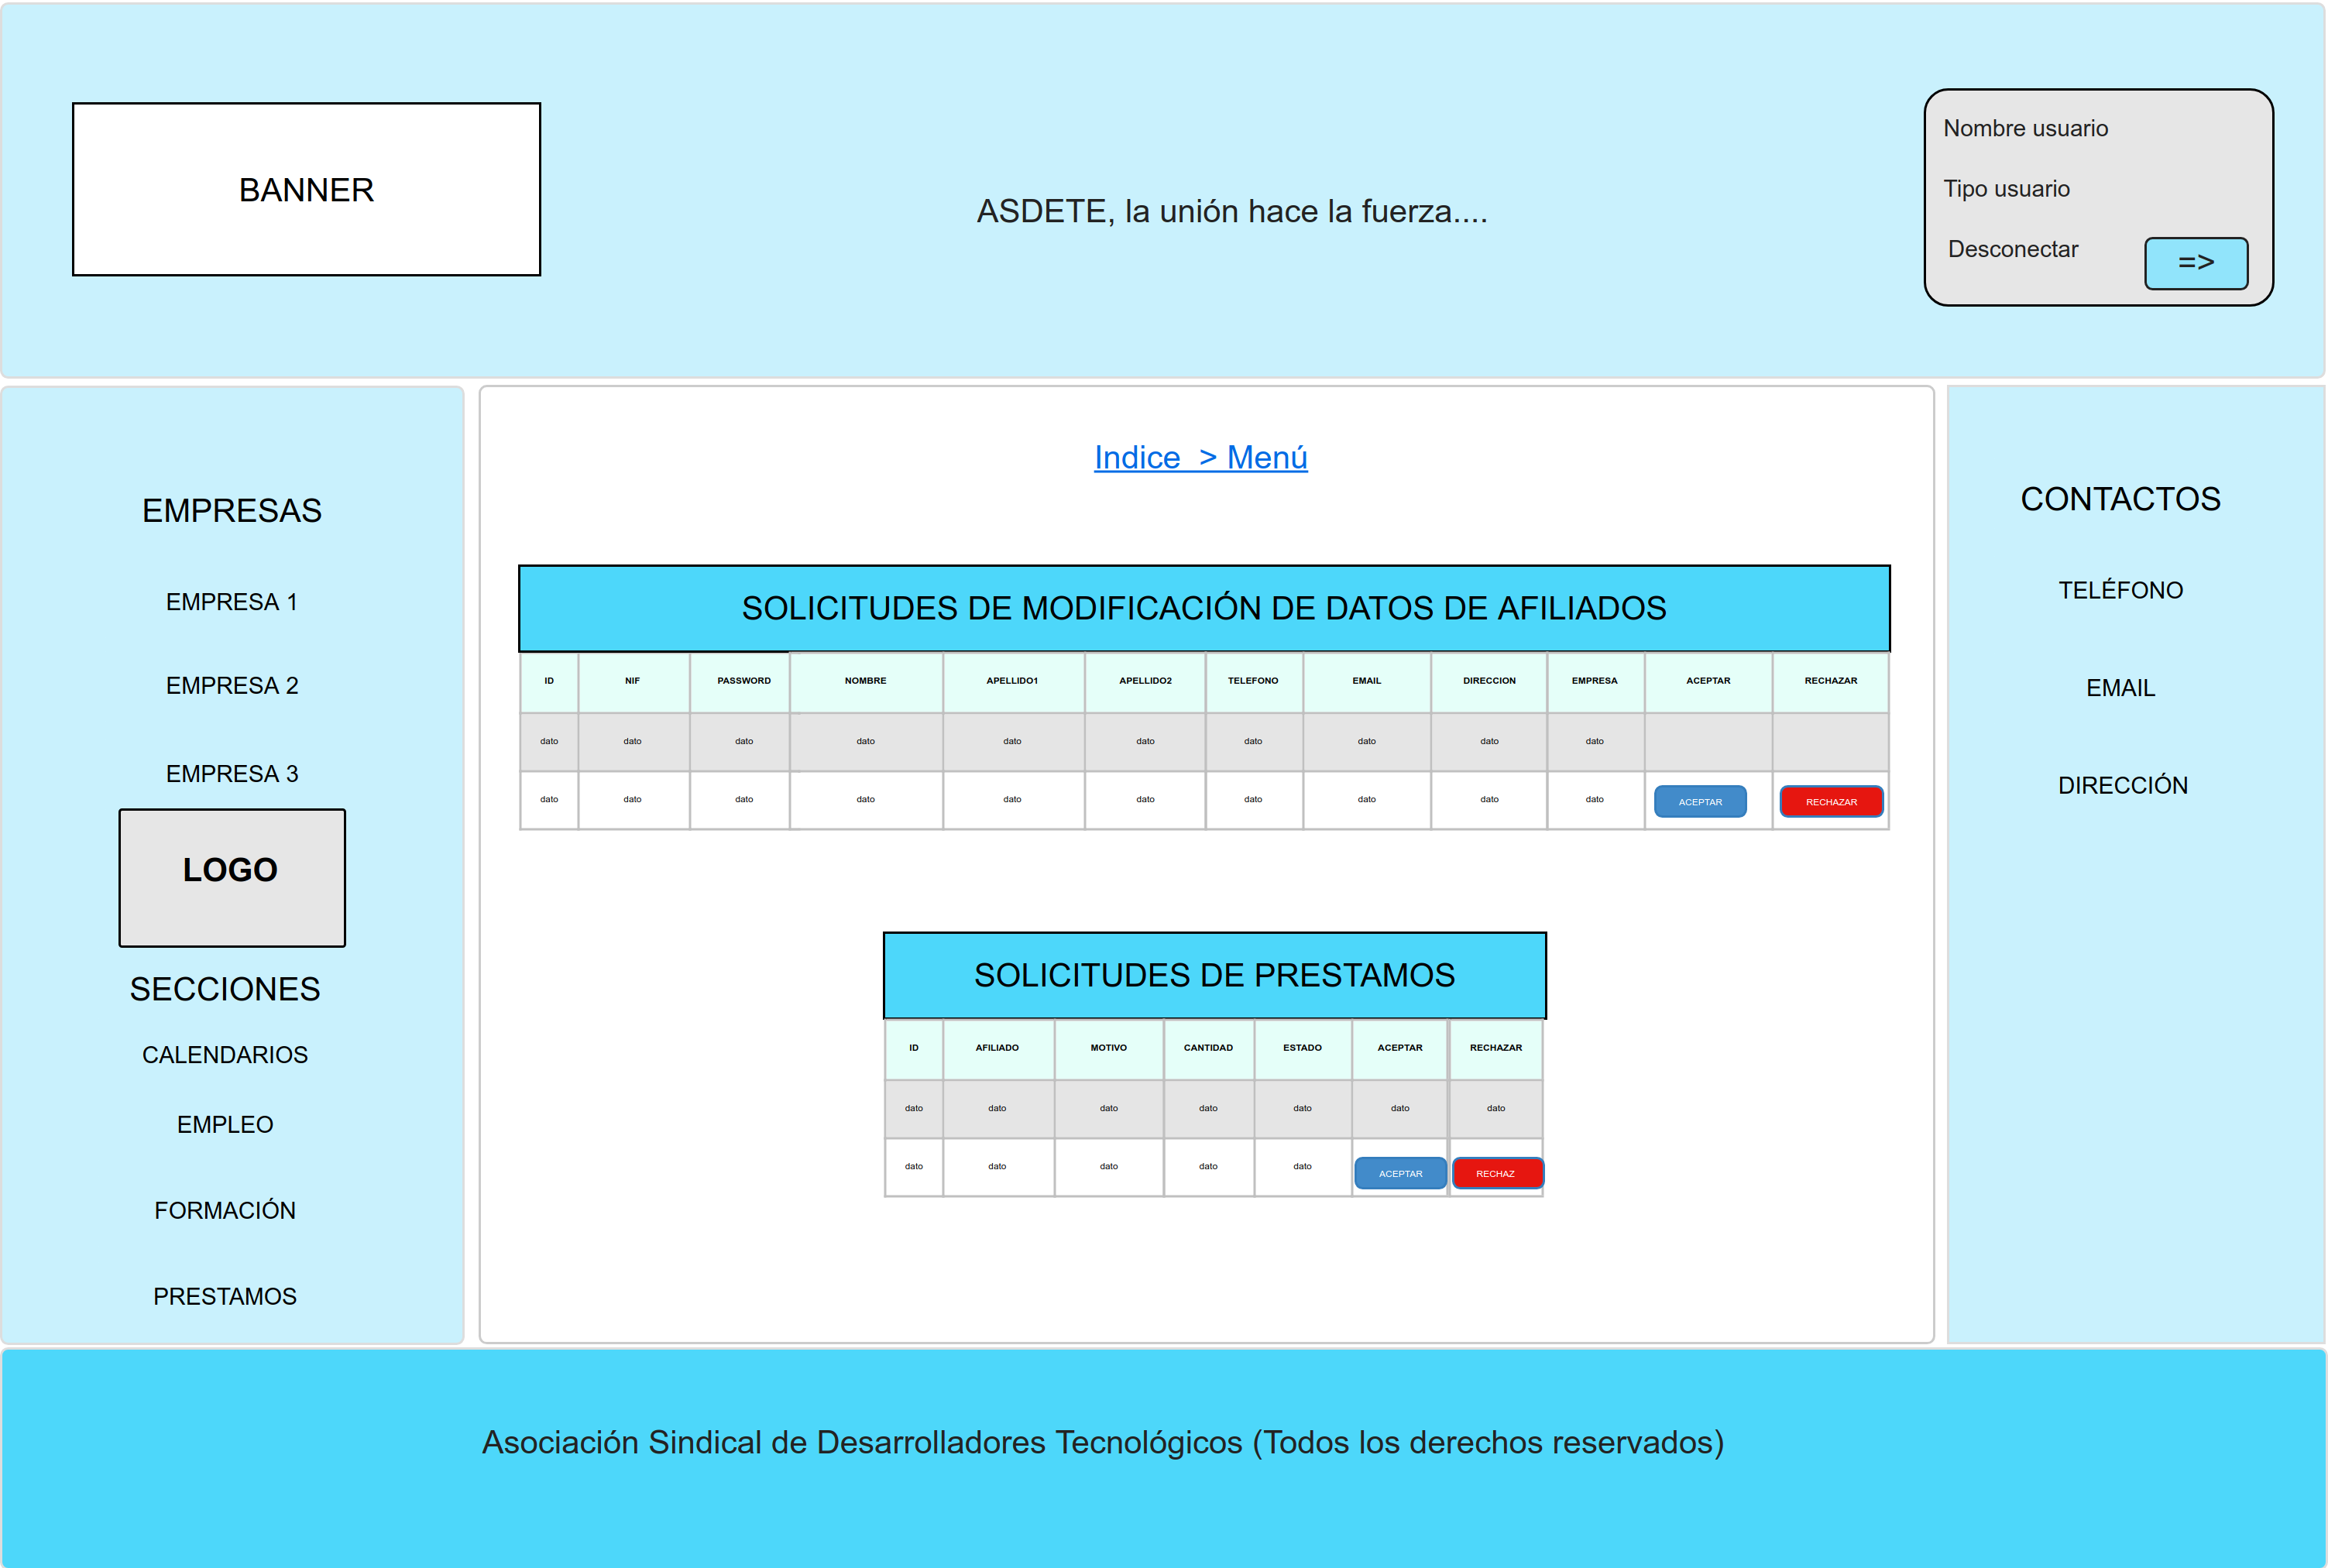 BANNER
ASDETE, la unión hace la fuerza....
Nombre usuario
Tipo usuario
Desconectar
=>
EMPRESAS
EMPRESA 1
EMPRESA 2
EMPRESA 3
LOGO
SECCIONES
CALENDARIOS
EMPLEO
FORMACIÓN
PRESTAMOS
Indice > Menú
SOLICITUDES DE MODIFICACIÓN DE DATOS DE AFILIADOS
ID NIF PASSWORD NOMBRE APELLIDO1 APELLIDO2 TELEFONO EMAIL DIRECCION EMPRESA ACEPTAR RECHAZAR
dato dato dato dato dato dato dato dato dato dato
dato dato dato dato dato dato dato dato dato dato ACEPTAR RECHAZAR
SOLICITUDES DE PRESTAMOS
ID AFILIADO MOTIVO CANTIDAD ESTADO ACEPTAR RECHAZAR
dato dato dato dato dato dato dato
dato dato dato dato dato ACEPTAR RECHAZ
CONTACTOS
TELÉFONO
EMAIL
DIRECCIÓN
Asociación Sindical de Desarrolladores Tecnológicos (Todos los derechos reservados)